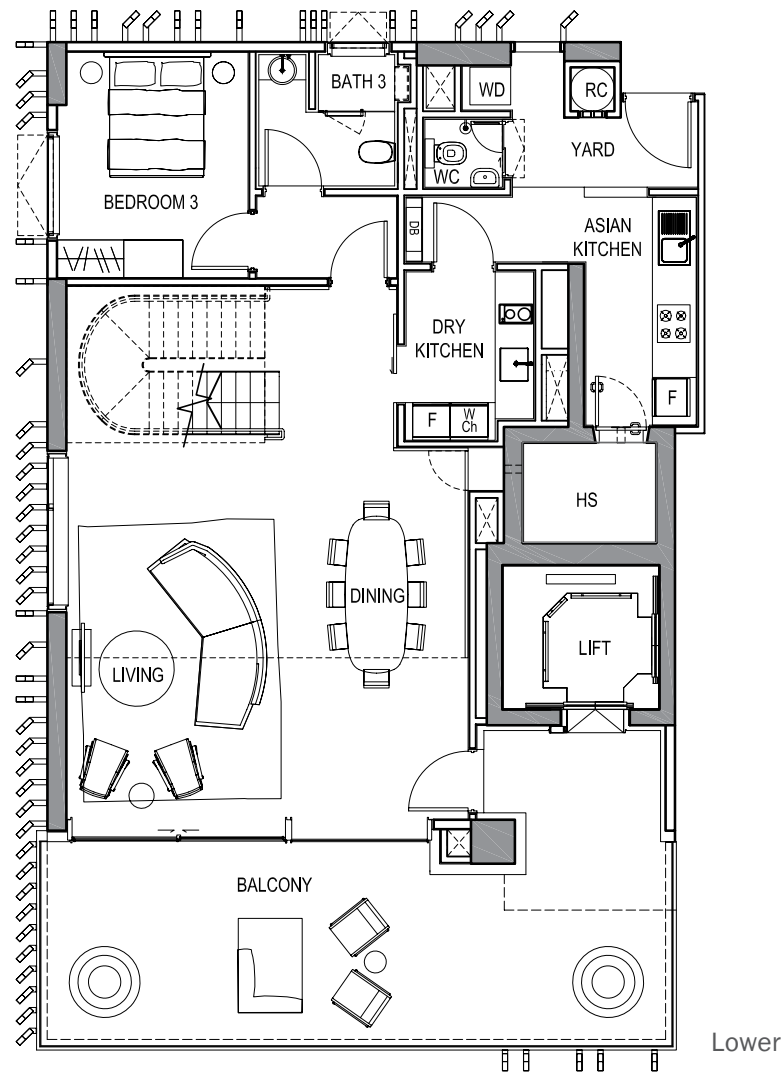 BATH 3
WD
RC
YARD
WC
BEDROOM 3
DB
ASIAN
KITCHEN
DRY
KITCHEN
F
F
W
Ch
HS
DINING
LIFT
LIVING
BALCONY
Lower